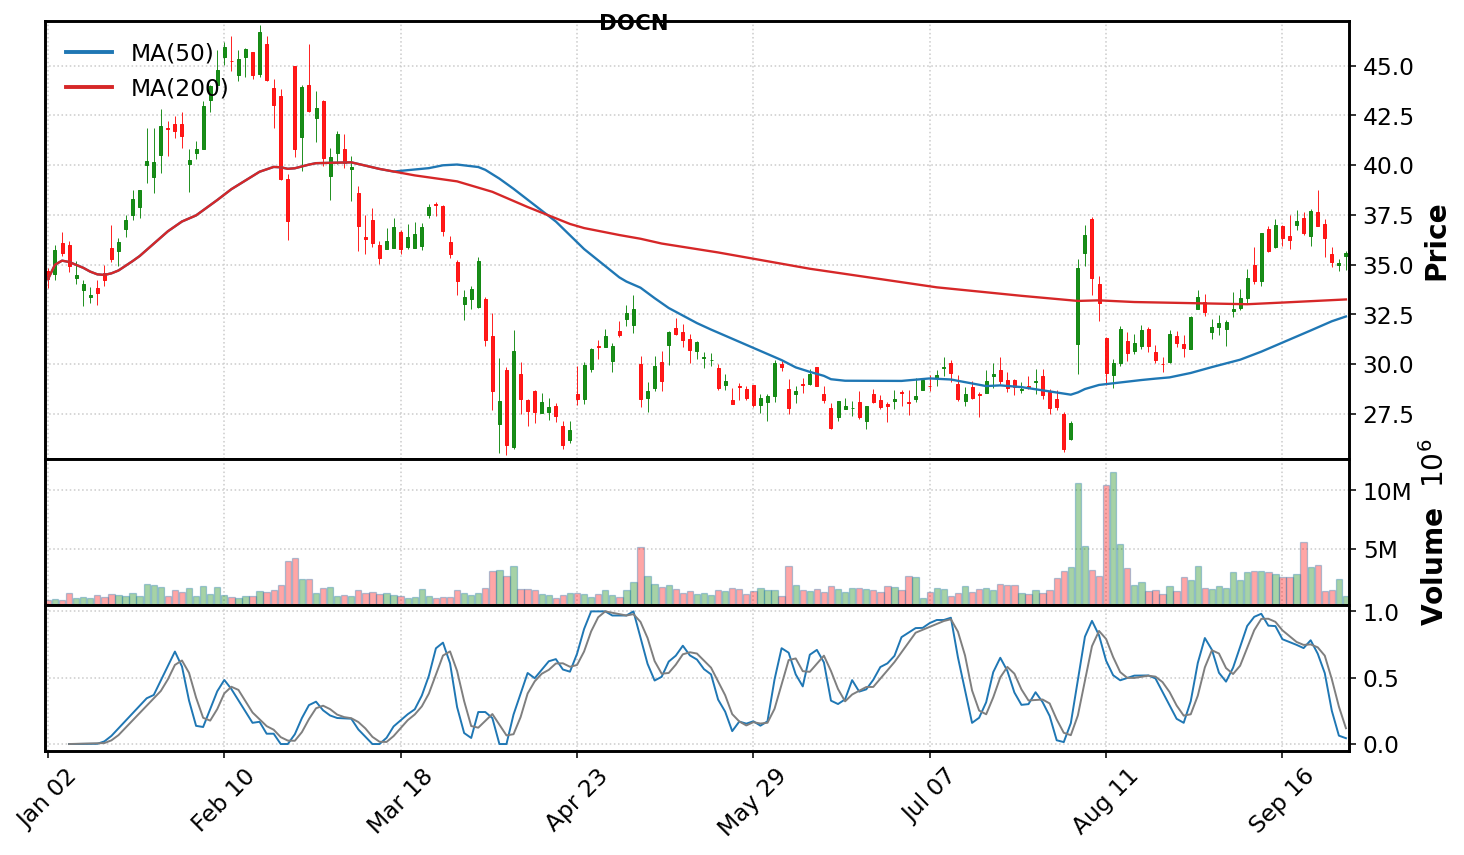 DOCN
MA(50)
MA(200)
45.0
42.5
40.0
37.5
35.0
32.5
30.0
27.5
Price
10M
5M
Volume 10⁶
1.0
0.5
0.0
Jan 02
Feb 10
Mar 18
Apr 23
May 29
Jul 07
Aug 11
Sep 16